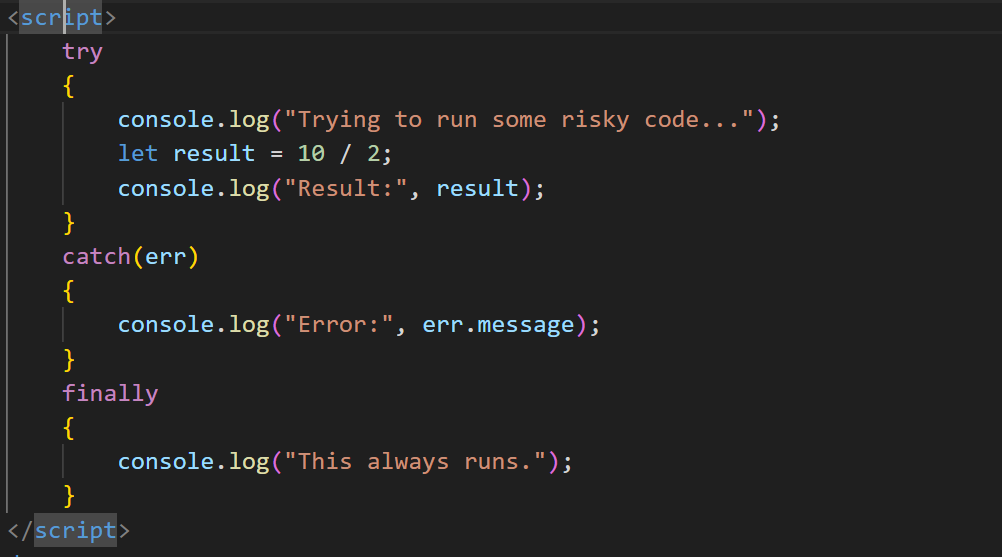 <script>
    try
    {
        console.log("Trying to run some risky code...");
        let result = 10 / 2;
        console.log("Result:", result);
    }
    catch(err)
    {
        console.log("Error:", err.message);
    }
    finally
    {
        console.log("This always runs.");
    }
</script>